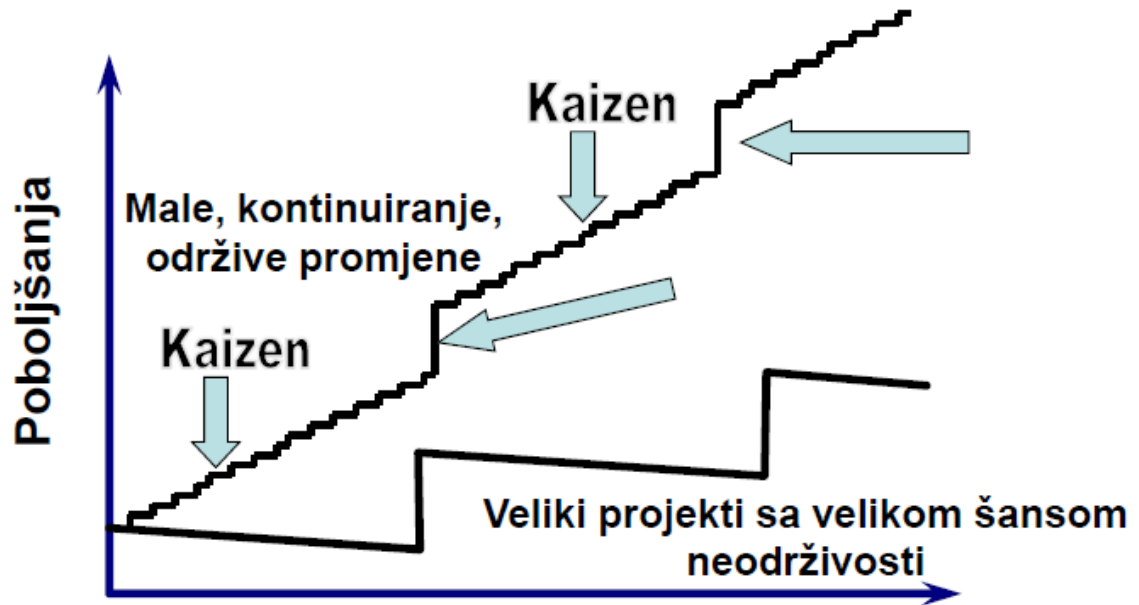 Kaizen
Poboljšanja
Male, kontinuiranje,
održive promjene
Kaizen
Veliki projekti sa velikom šansom
neodrživosti